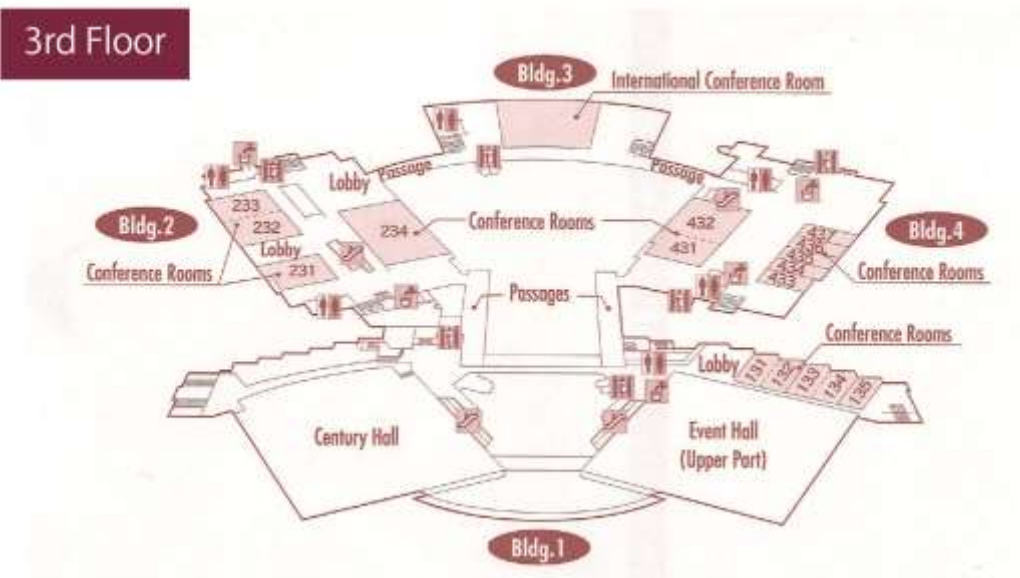 3rd Floor
Bldg.3
International Conference Room
Passage
Passage
Lobby
Bldg.2
233
232
Lobby
231
Conference Rooms
234
Conference Rooms
432
431
Bldg.4
Conference Rooms
Passages
Conference Rooms
Lobby
131
132
133
134
135
Century Hall
Event Hall
(Upper Part)
Bldg.1